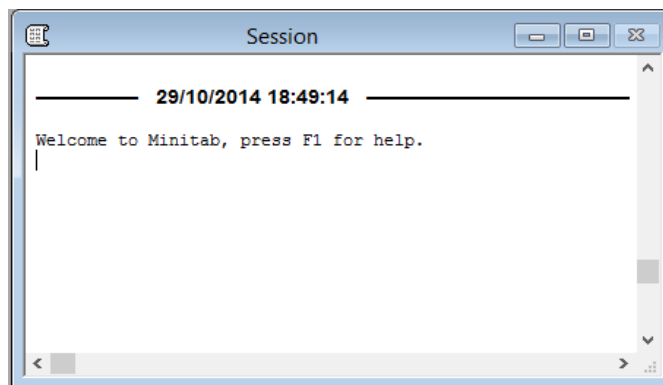 Session
29/10/2014 18:49:14
Welcome to Minitab, press F1 for help.